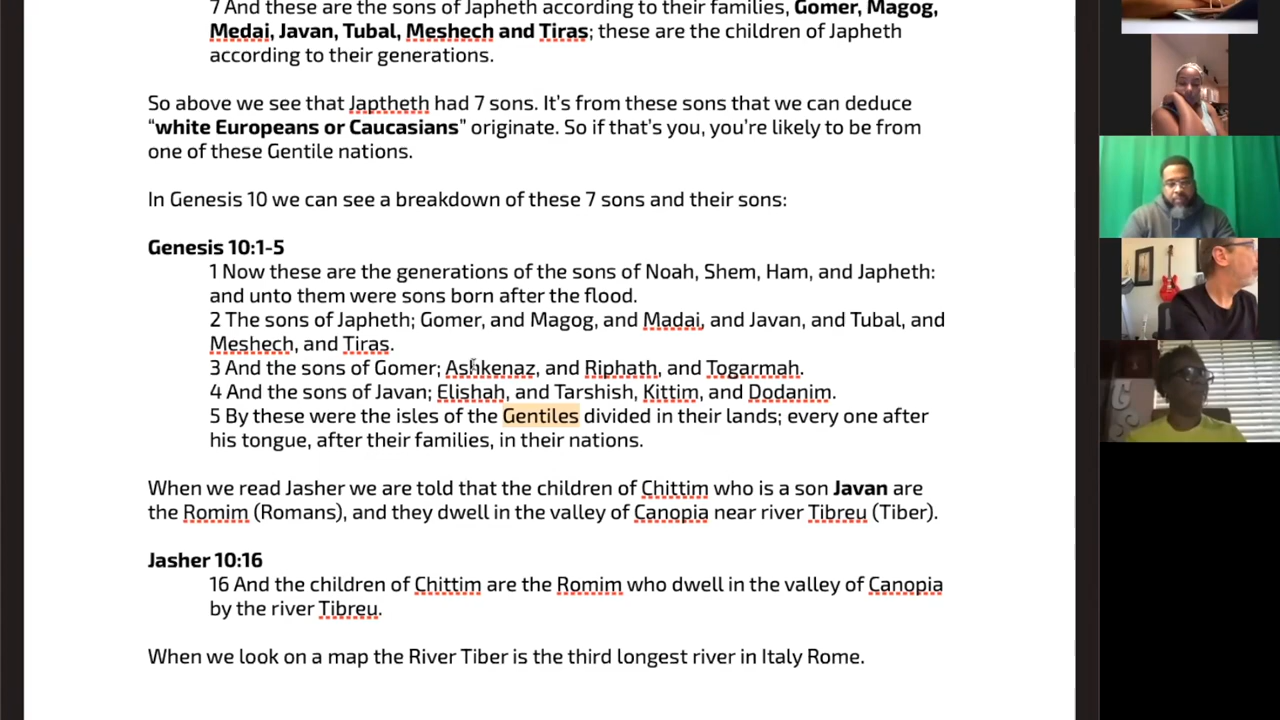 7 And these are the sons of Japheth according to their families, Gomer, Magog,
Medai, Javan, Tubal, Meshech and Tiras; these are the children of Japheth
according to their generations.
So above we see that Japtheth had 7 sons. It's from these sons that we can deduce
“white Europeans or Caucasians” originate. So if that's you, you're likely to be from
one of these Gentile nations.
In Genesis 10 we can see a breakdown of these 7 sons and their sons:
Genesis 10:1-5
1 Now these are the generations of the sons of Noah, Shem, Ham, and Japheth:
and unto them were sons born after the flood.
2 The sons of Japheth; Gomer, and Magog, and Madai, and Javan, and Tubal, and
Meshech, and Tiras.
3 And the sons of Gomer; Ashkenaz, and Riphath, and Togarmah.
4 And the sons of Javan; Elishah, and Tarshish, Kittim, and Dodanim.
5 By these were the isles of the Gentiles divided in their lands; every one after
his tongue, after their families, in their nations.
When we read Jasher we are told that the children of Chittim who is a son Javan are
the Romim (Romans), and they dwell in the valley of Canopia near river Tibreu (Tiber).
Jasher 10:16
16 And the children of Chittim are the Romim who dwell in the valley of Canopia
by the river Tibreu.
When we look on a map the River Tiber is the third longest river in Italy Rome.